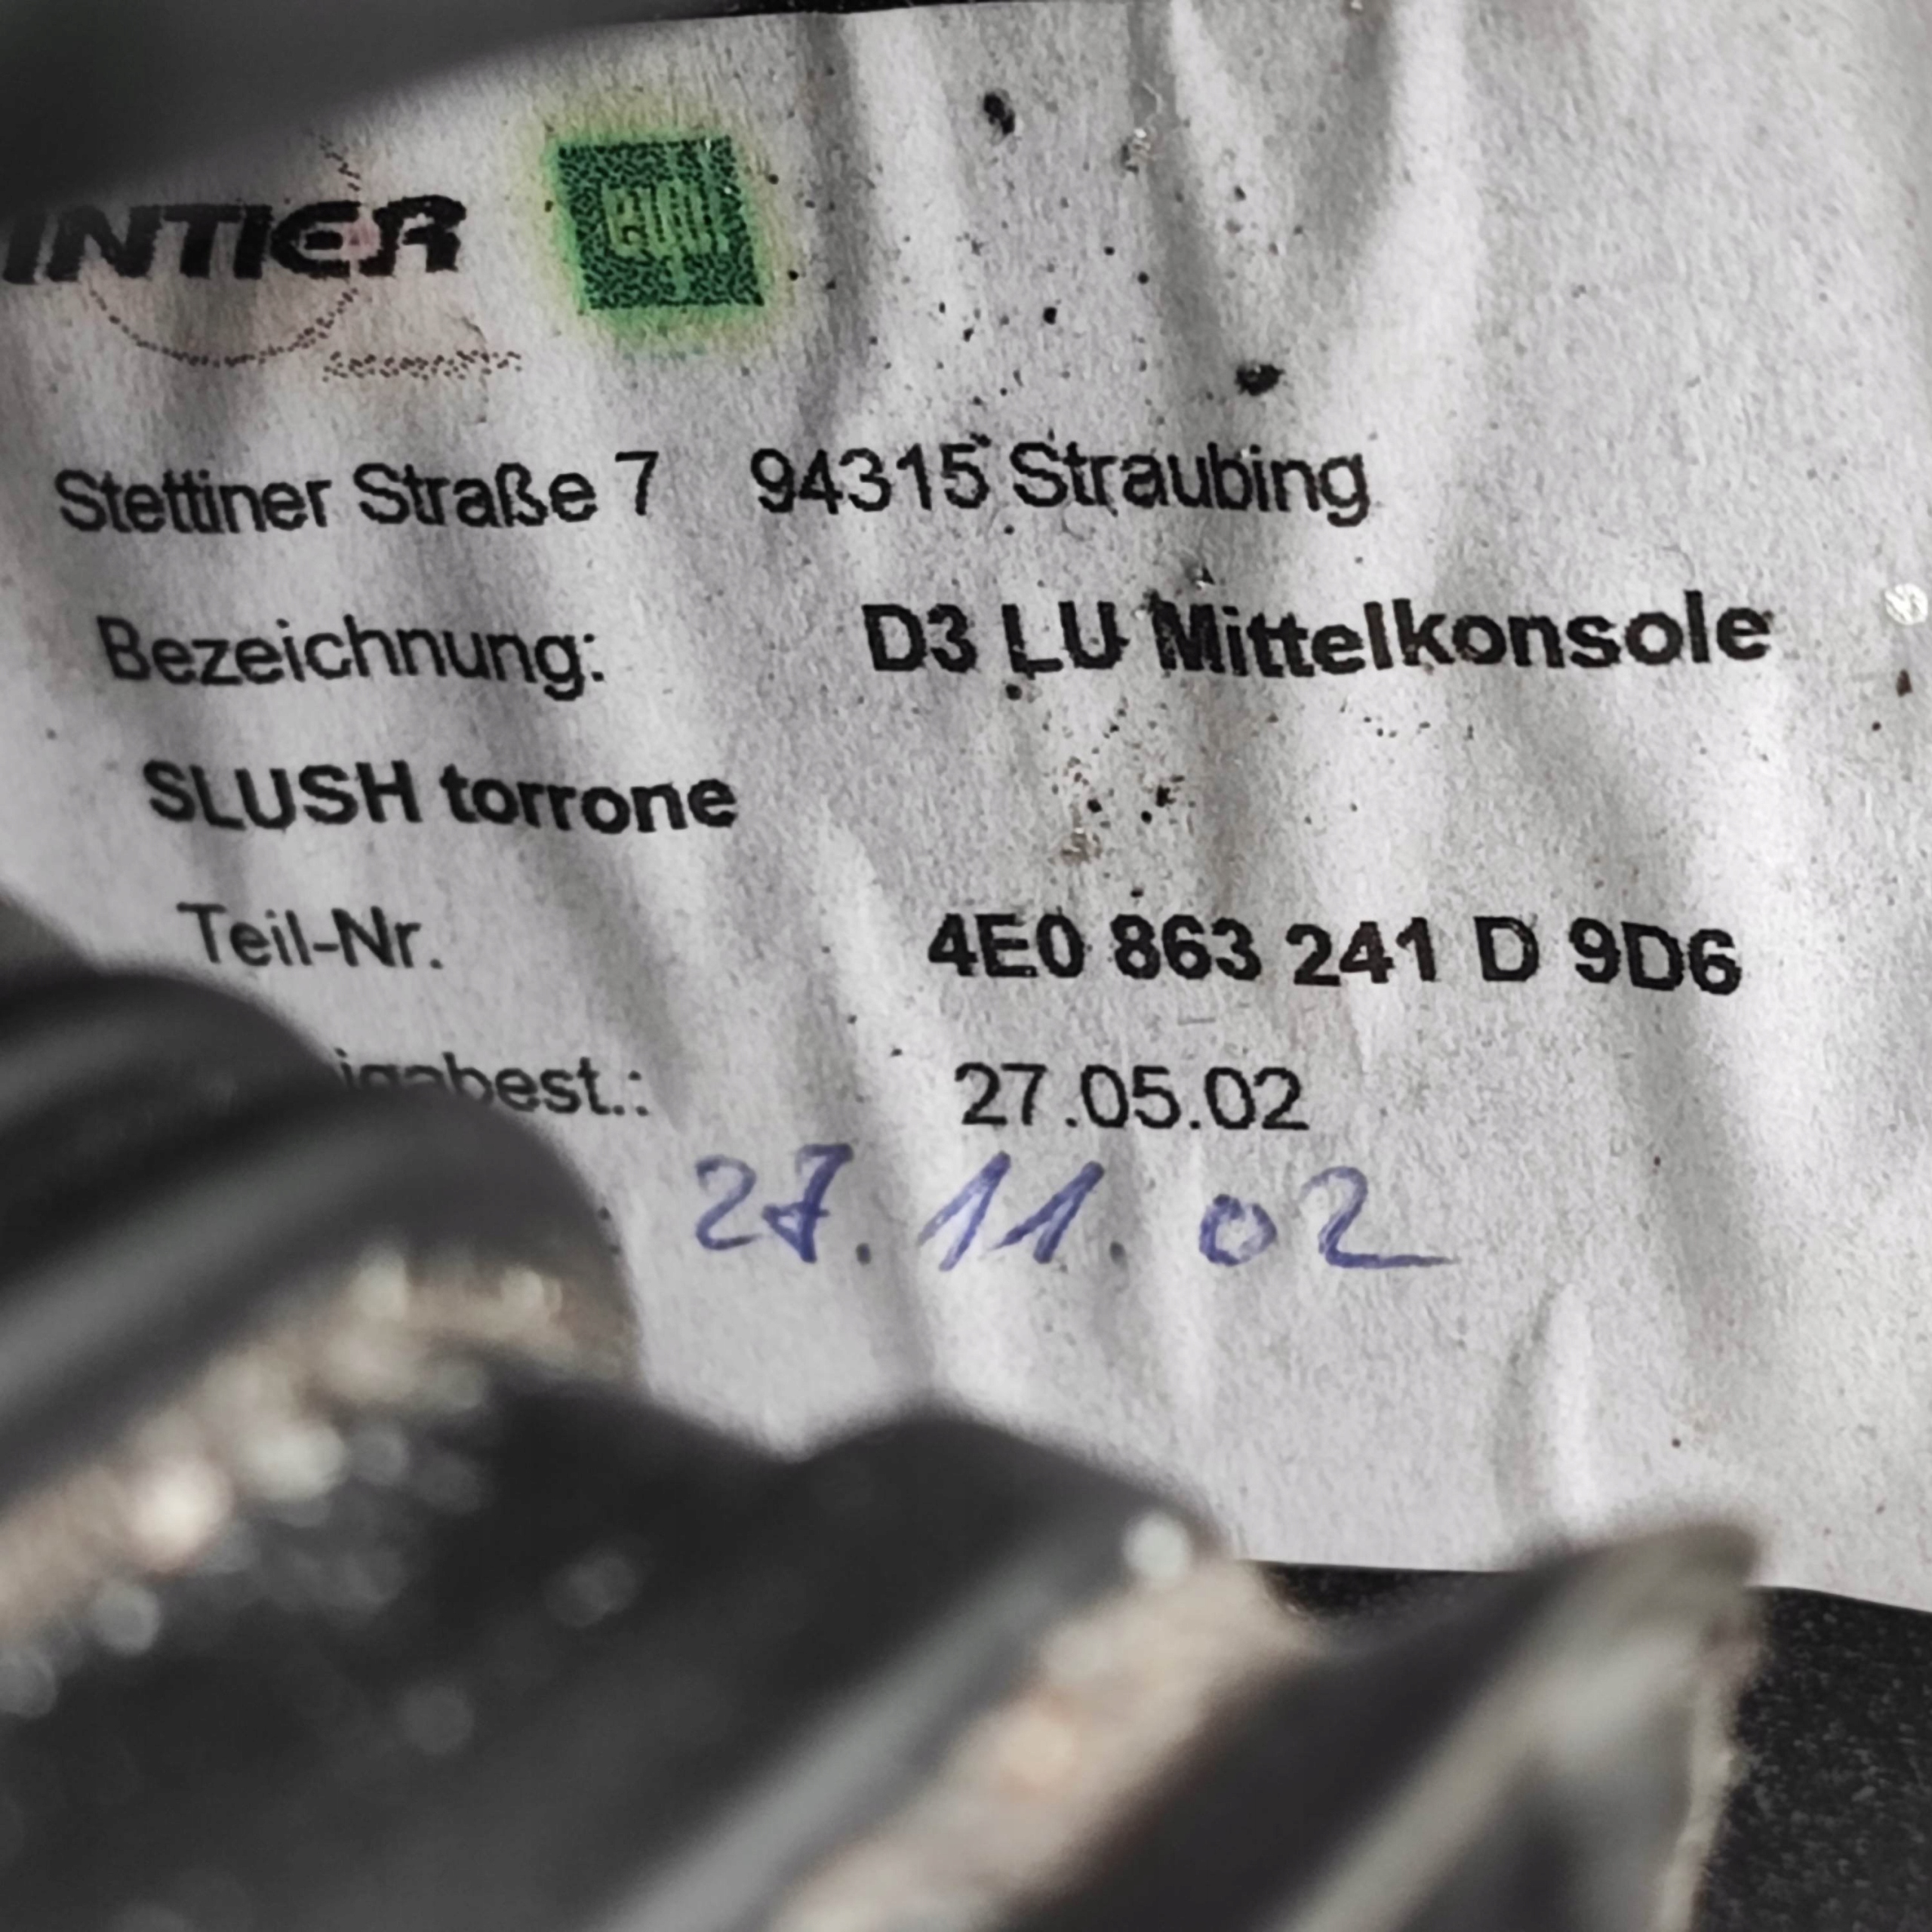 INTIER
Stettiner Straße 7 94315 Straubing
Bezeichnung: D3 LU Mittelkonsole
SLUSH torrone
Teil-Nr. 4E0 863 241 D 9D6
27.05.02
27.11.02